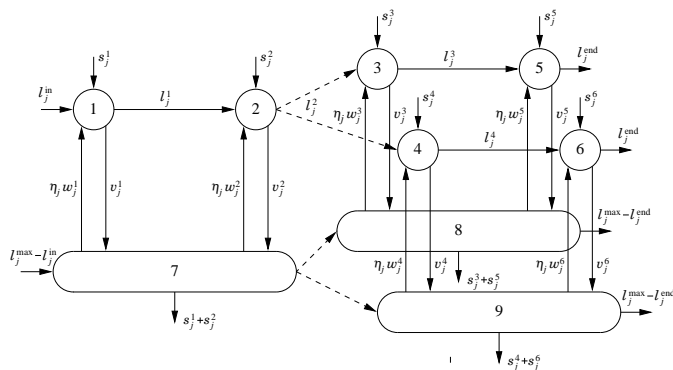 s_j^3
s_j^5
s_j^1
s_j^2
3
l_j^3
5
l_j^end
l_j^in
1
l_j^1
2
l_j^2
s_j^4
η_j w_j^3
v_j^3
η_j w_j^5
v_j^5
s_j^6
4
l_j^4
6
l_j^end
η_j w_j^1
v_j^1
η_j w_j^2
v_j^2
8
l_j^max−l_j^end
l_j^max−l_j^in
7
η_j w_j^4
v_j^4
η_j w_j^6
v_j^6
s_j^3+s_j^5
l_j^max−l_j^end
9
s_j^1+s_j^2
s_j^4+s_j^6